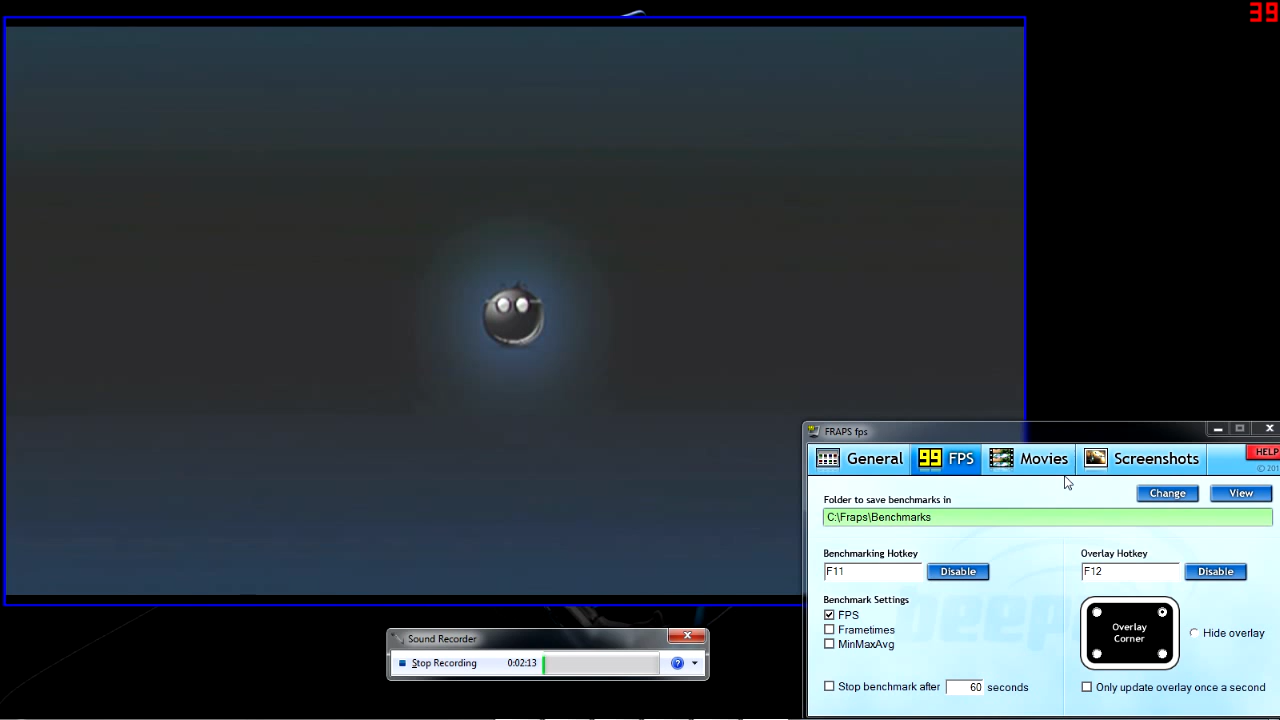 39
FRAPS fps
General
99 FPS
Movies
Screenshots
HELP
© 201
Folder to save benchmarks in
Change
View
C:\Fraps\Benchmarks
Benchmarking Hotkey
F11
Disable
Overlay Hotkey
F12
Disable
Benchmark Settings
FPS
Frametimes
MinMaxAvg
Overlay
Corner
Hide overlay
Stop benchmark after 60 seconds
Only update overlay once a second
Sound Recorder
Stop Recording
0:02:13